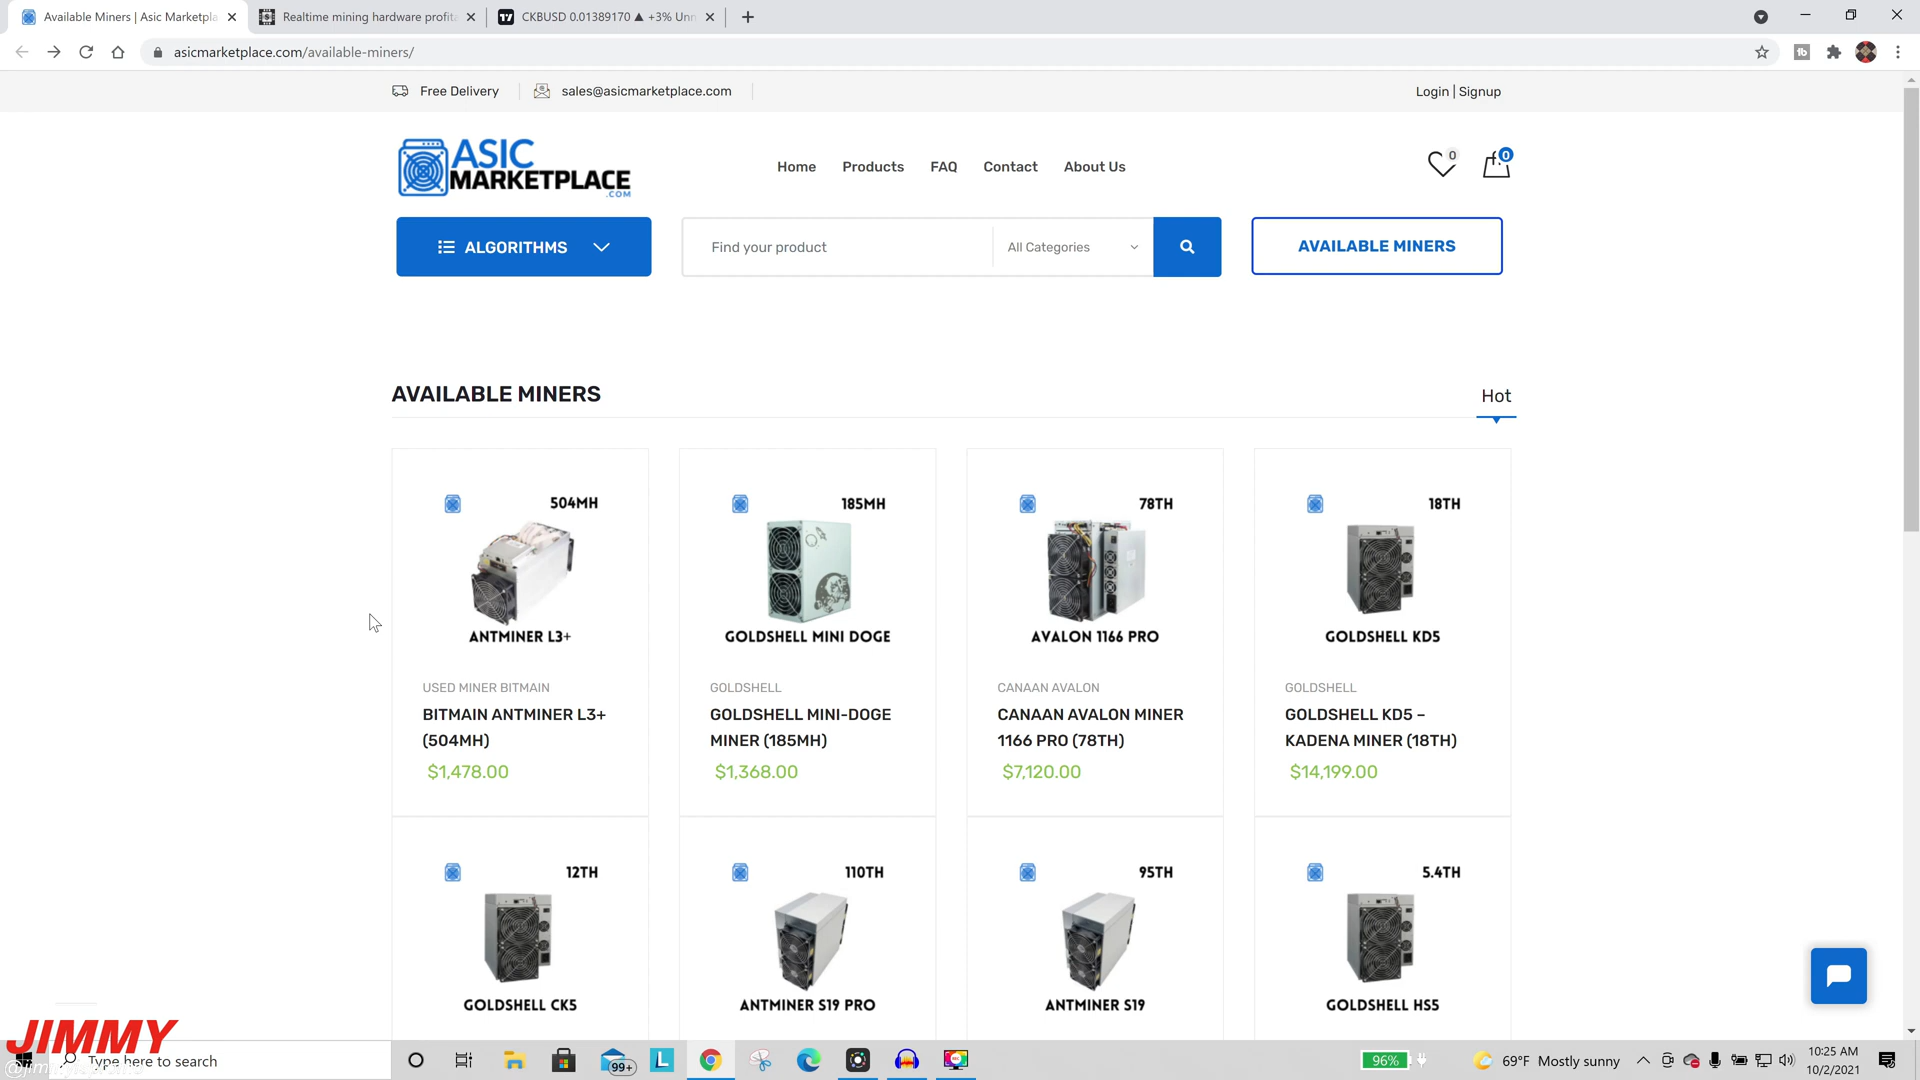 Available Miners | Asic Marketpla
Realtime mining hardware profita
CKBUSD 0.01389170 ▲ +3% Unn
asicmarketplace.com/available-miners/
Free Delivery
sales@asicmarketplace.com
Login | Signup
ASIC
MARKETPLACE
.COM
Home
Products
FAQ
Contact
About Us
0
0
ALGORITHMS
Find your product
All Categories
AVAILABLE MINERS
AVAILABLE MINERS
Hot
504MH
ANTMINER L3+
185MH
GOLDSHELL MINI DOGE
78TH
AVALON 1166 PRO
18TH
GOLDSHELL KD5
USED MINER BITMAIN
BITMAIN ANTMINER L3+
(504MH)
$1,478.00
GOLDSHELL
GOLDSHELL MINI-DOGE
MINER (185MH)
$1,368.00
CANAAN AVALON
CANAAN AVALON MINER
1166 PRO (78TH)
$7,120.00
GOLDSHELL
GOLDSHELL KD5 –
KADENA MINER (18TH)
$14,199.00
12TH
GOLDSHELL CK5
110TH
ANTMINER S19 PRO
95TH
ANTMINER S19
5.4TH
GOLDSHELL HS5
JIMMY
Type here to search
99+
L
96%
69°F Mostly sunny
10:25 AM
10/2/2021